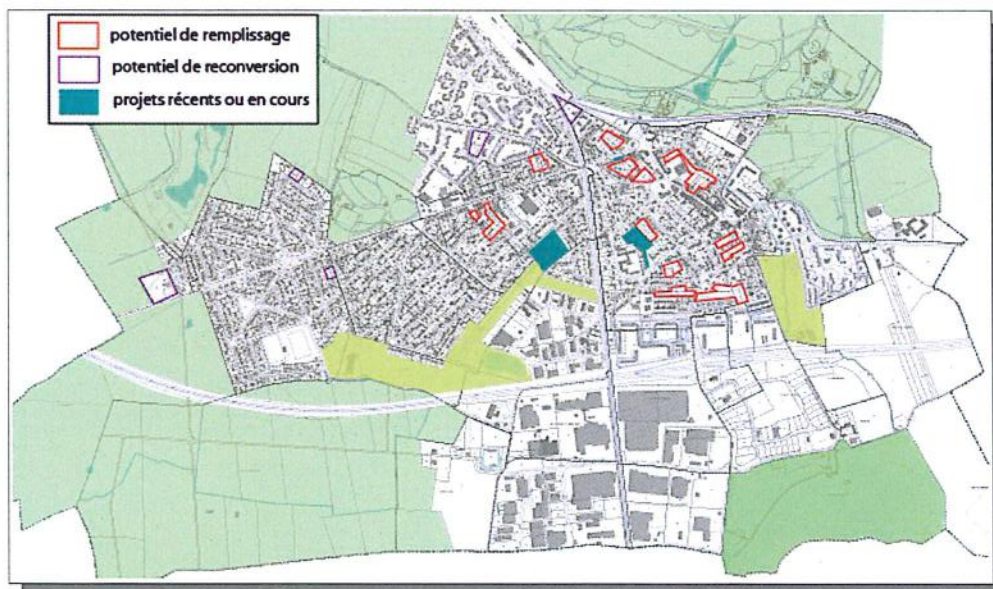 potentiel de remplissage
potentiel de reconversion
projets récents ou en cours